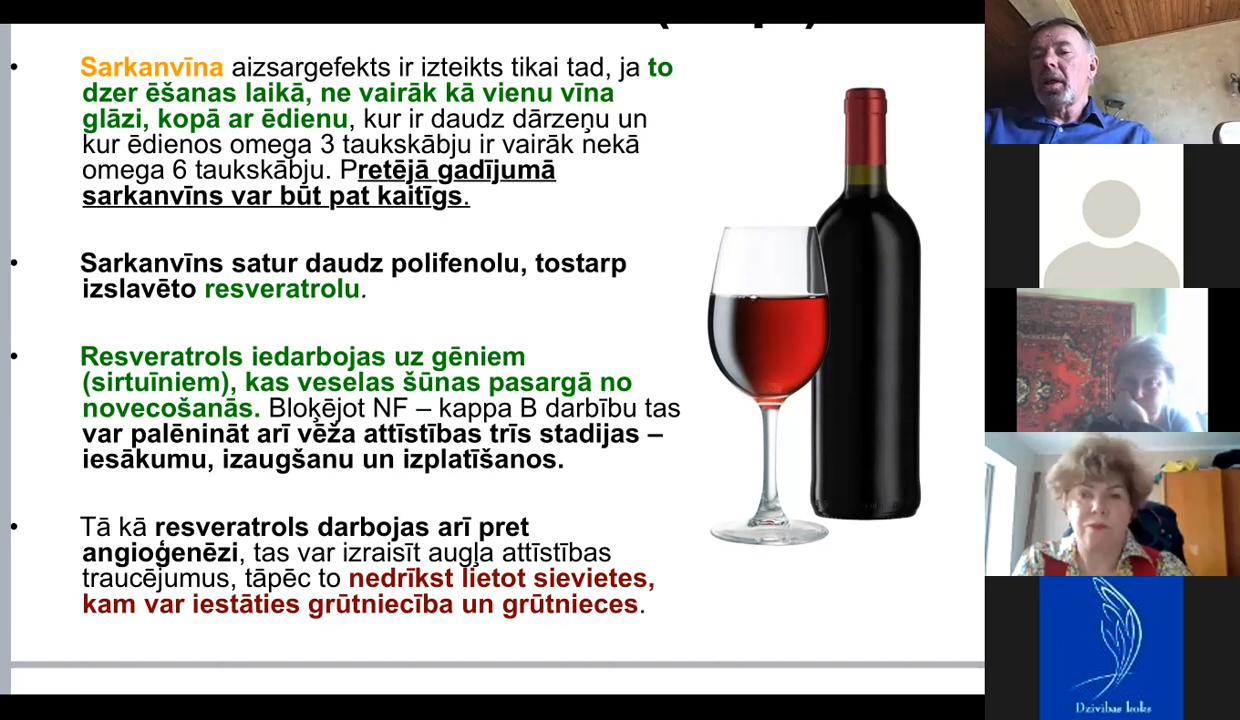 Sarkanvīna aizsargefekts ir izteikts tikai tad, ja to
dzer ēšanas laikā, ne vairāk kā vienu vīna
glāzi, kopā ar ēdienu, kur ir daudz dārzeņu un
kur ēdienos omega 3 taukskābju ir vairāk nekā
omega 6 taukskābju. Pretējā gadījumā
sarkanvīns var būt pat kaitīgs.
Sarkanvīns satur daudz polifenolu, tostarp
izslavēto resveratrolu.
Resveratrols iedarbojas uz gēniem
(sirtuīniem), kas veselas šūnas pasargā no
novecošanās. Bloķējot NF – kappa B darbību tas
var palēnināt arī vēža attīstības trīs stadijas –
iesākumu, izaugšanu un izplatīšanos.
Tā kā resveratrols darbojas arī pret
angioģenēzi, tas var izraisīt augļa attīstības
traucējumus, tāpēc to nedrīkst lietot sievietes,
kam var iestāties grūtniecība un grūtnieces.
Dzīvības koks